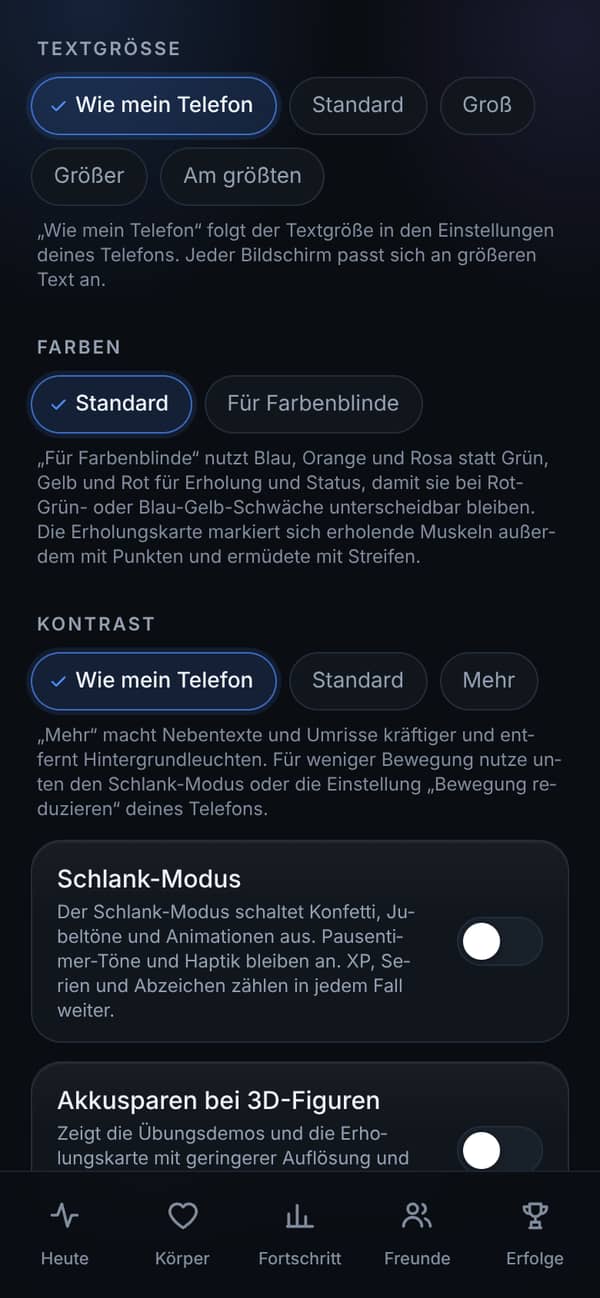 TEXTGRÖSSE
Wie mein Telefon
Standard
Groß
Größer
Am größten
„Wie mein Telefon“ folgt der Textgröße in den Einstellungen
deines Telefons. Jeder Bildschirm passt sich an größeren
Text an.
FARBEN
Standard
Für Farbenblinde
„Für Farbenblinde“ nutzt Blau, Orange und Rosa statt Grün,
Gelb und Rot für Erholung und Status, damit sie bei Rot-
Grün- oder Blau-Gelb-Schwäche unterscheidbar bleiben.
Die Erholungskarte markiert sich erholende Muskeln außer-
dem mit Punkten und ermüdete mit Streifen.
KONTRAST
Wie mein Telefon
Standard
Mehr
„Mehr“ macht Nebentexte und Umrisse kräftiger und ent-
fernt Hintergrundleuchten. Für weniger Bewegung nutze un-
ten den Schlank-Modus oder die Einstellung „Bewegung re-
duzieren“ deines Telefons.
Schlank-Modus
Der Schlank-Modus schaltet Konfetti, Ju-
beltöne und Animationen aus. Pausenti-
mer-Töne und Haptik bleiben an. XP, Se-
rien und Abzeichen zählen in jedem Fall
weiter.
Akkusparen bei 3D-Figuren
Zeigt die Übungsdemos und die Erho-
lungskarte mit geringerer Auflösung und
Heute
Körper
Fortschritt
Freunde
Erfolge